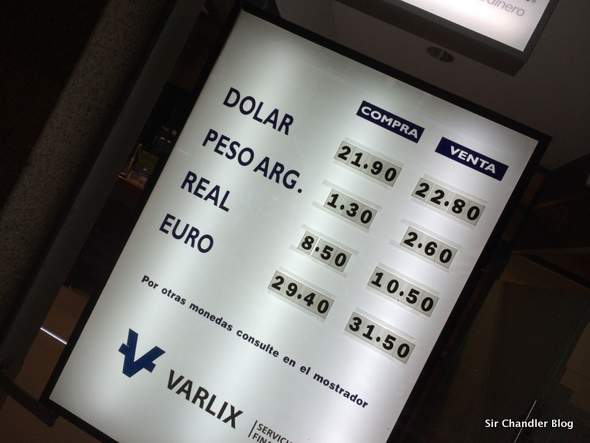 dinero
COMPRA VENTA
DOLAR 21.90 22.80
PESO ARG. 1.30 2.60
REAL 8.50 10.50
EURO 29.40 31.50
Por otras monedas consulte en el mostrador
VARLIX
Sir Chandler Blog